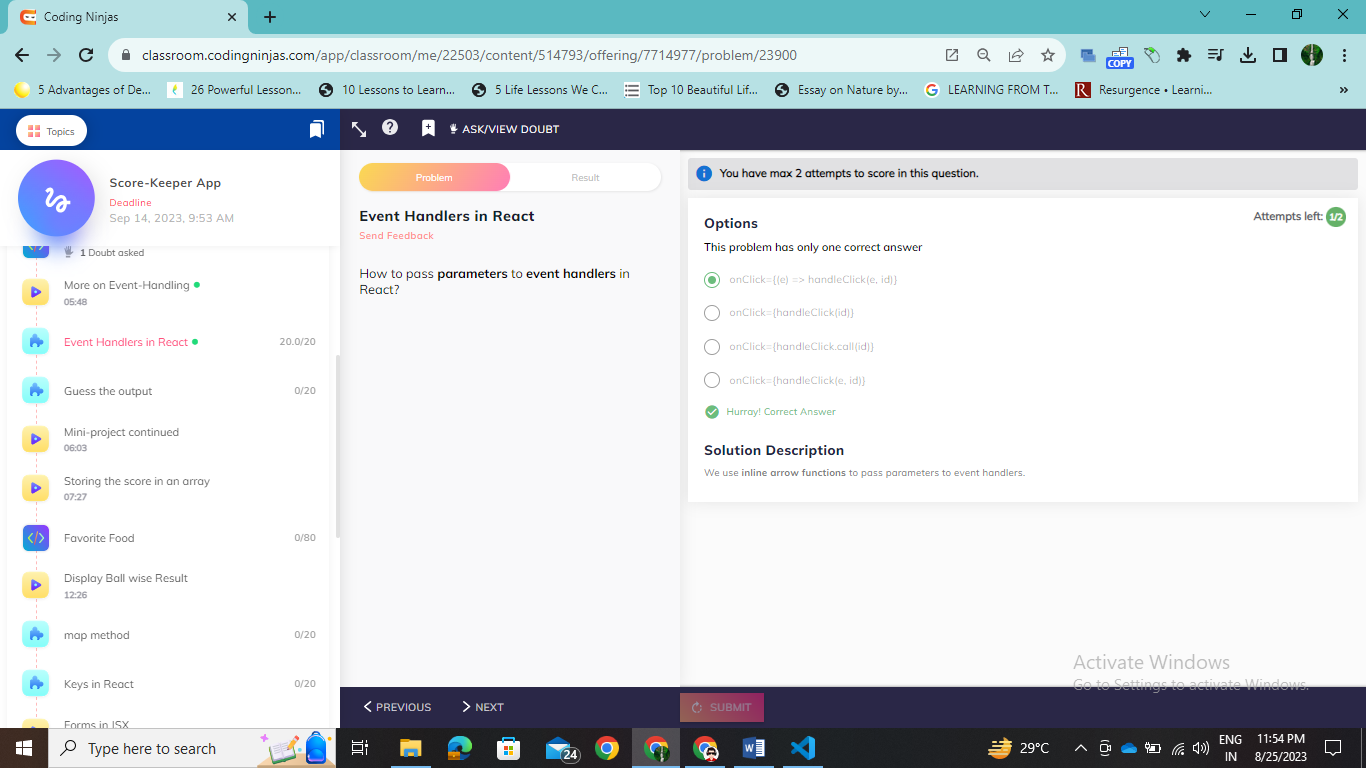 Coding Ninjas
classroom.codingninjas.com/app/classroom/me/22503/content/514793/offering/7714977/problem/23900
COPY
5 Advantages of De...
26 Powerful Lesson...
10 Lessons to Learn...
5 Life Lessons We C...
Top 10 Beautiful Lif...
Essay on Nature by...
LEARNING FROM T...
Resurgence • Learni...
Topics
ASK/VIEW DOUBT
Score-Keeper App
Deadline
Sep 14, 2023, 9:53 AM
1 Doubt asked
More on Event-Handling
05:48
Event Handlers in React 20.0/20
Guess the output 0/20
Mini-project continued
06:03
Storing the score in an array
07:27
Favorite Food 0/80
Display Ball wise Result
12:26
map method 0/20
Keys in React 0/20
Forms in JSX
Problem
Result
Event Handlers in React
Send Feedback
How to pass parameters to event handlers in
React?
PREVIOUS
NEXT
You have max 2 attempts to score in this question.
Attempts left: 1/2
Options
This problem has only one correct answer
onClick={(e) => handleClick(e, id)}
onClick={handleClick(id)}
onClick={handleClick.call(id)}
onClick={handleClick(e, id)}
Hurray! Correct Answer
Solution Description
We use inline arrow functions to pass parameters to event handlers.
Activate Windows
Go to Settings to activate Windows.
SUBMIT
Type here to search
24
29°C
ENG
IN
11:54 PM
8/25/2023